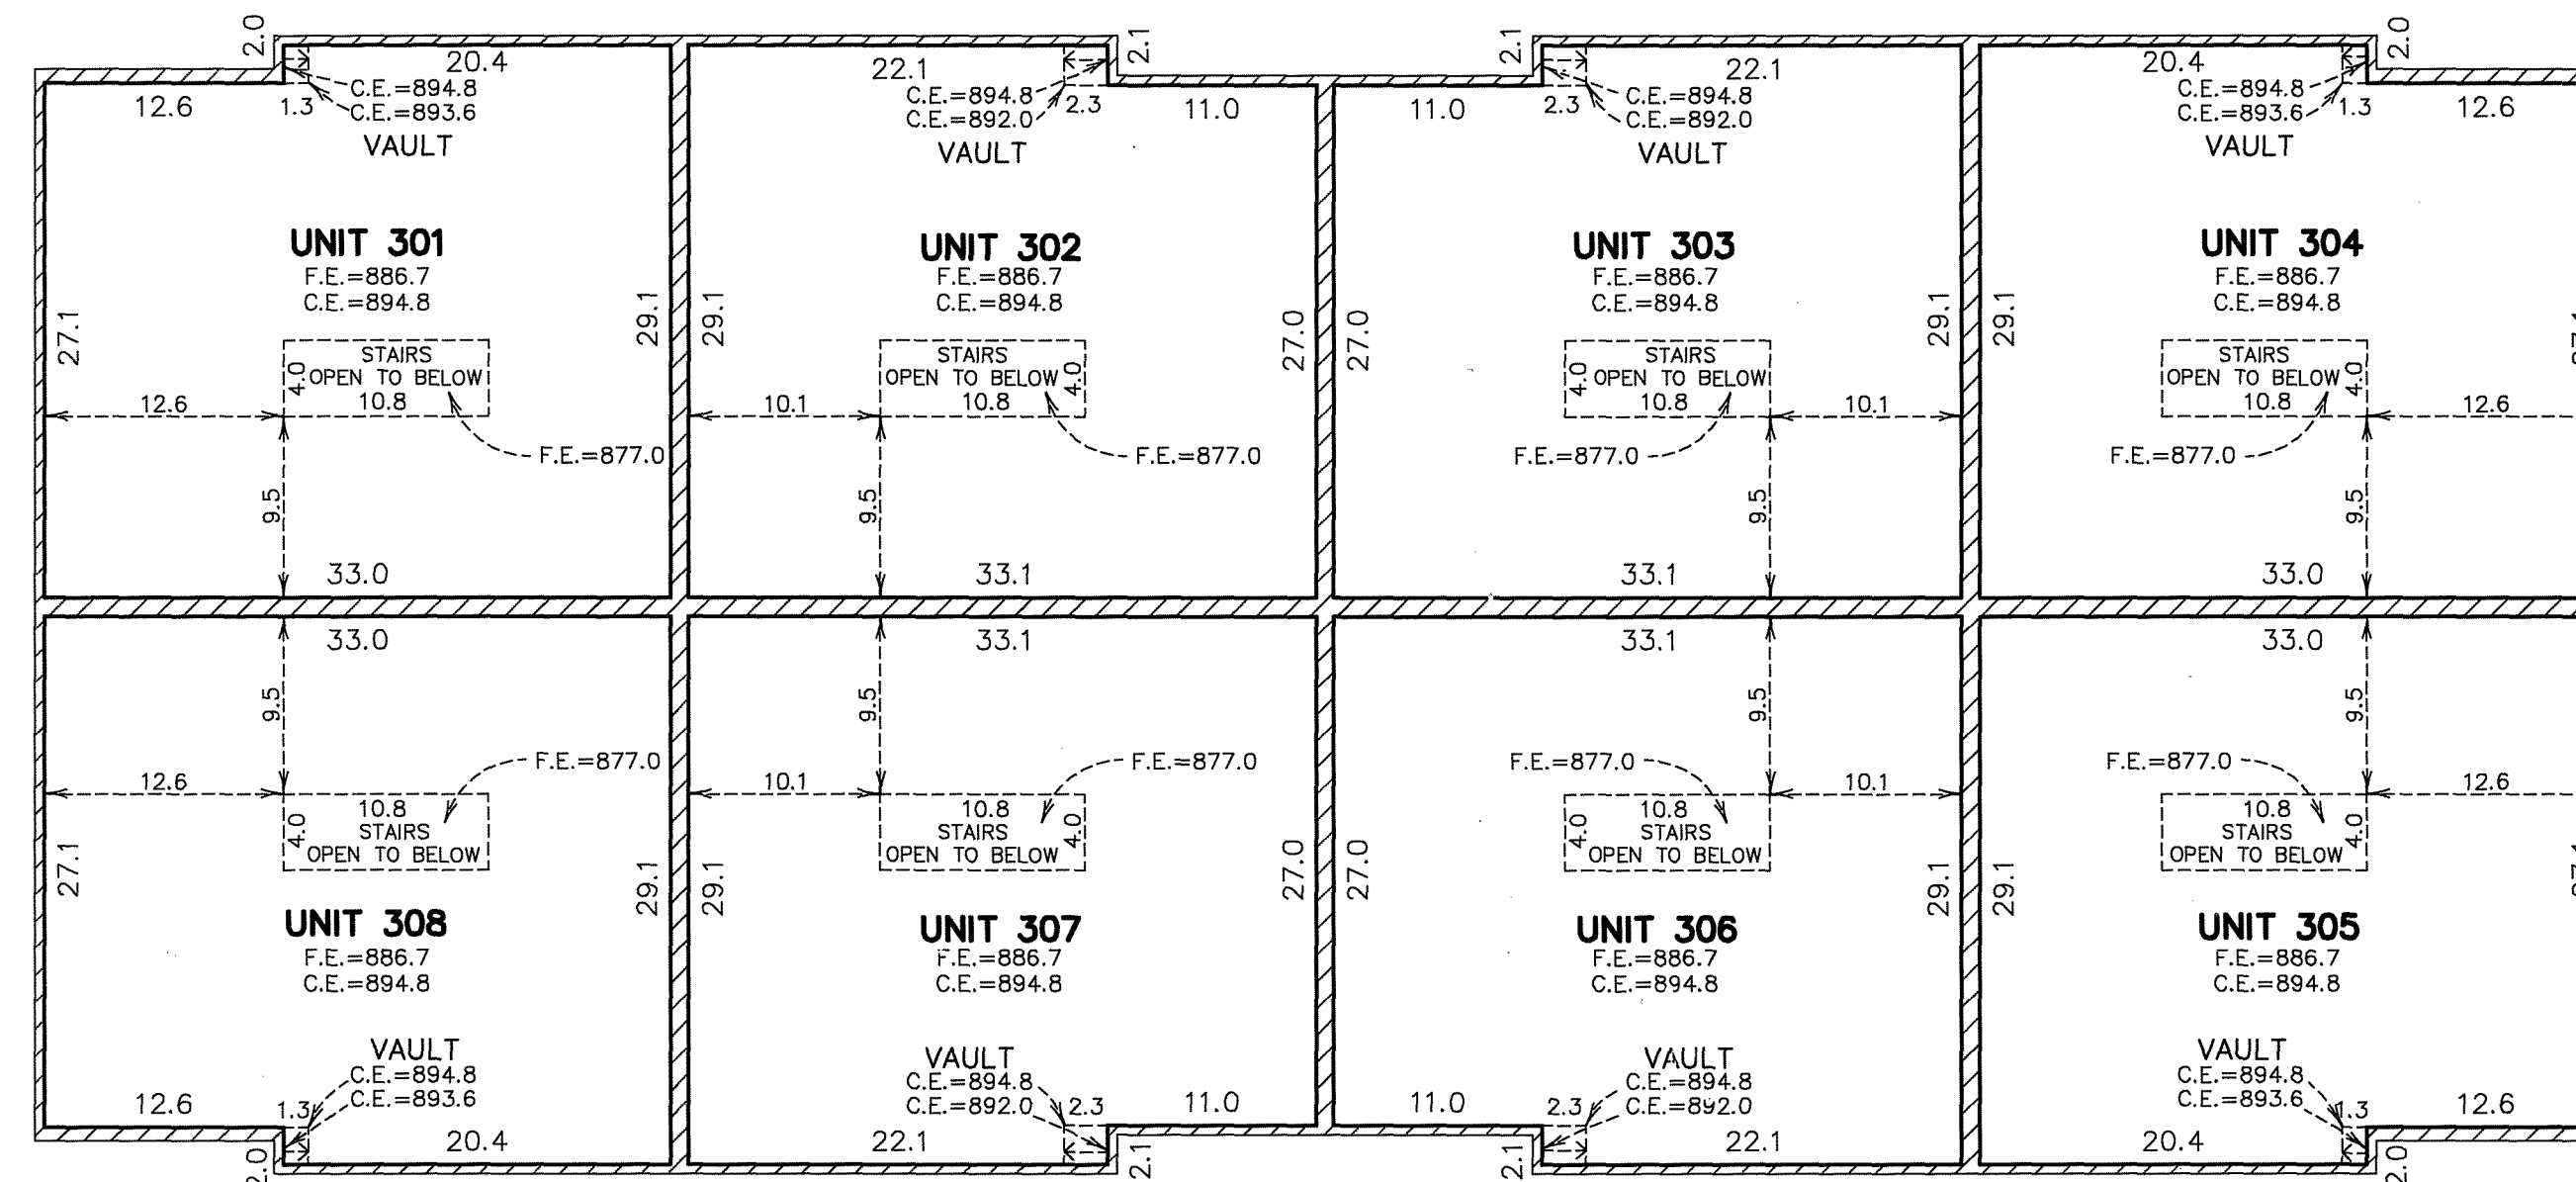 2.0
20.4
12.6
1.3
C.E.=894.8
C.E.=893.6
VAULT
UNIT 301
F.E.=886.7
C.E.=894.8
27.1
29.1
STAIRS
OPEN TO BELOW
4.0
10.8
12.6
F.E.=877.0
9.5
33.0
2.1
22.1
C.E.=894.8
C.E.=892.0
2.3
11.0
VAULT
UNIT 302
F.E.=886.7
C.E.=894.8
29.1
27.0
STAIRS
OPEN TO BELOW
4.0
10.8
10.1
F.E.=877.0
9.5
33.1
2.1
22.1
11.0
2.3
C.E.=894.8
C.E.=892.0
VAULT
UNIT 303
F.E.=886.7
C.E.=894.8
27.0
29.1
STAIRS
OPEN TO BELOW
4.0
10.8
10.1
F.E.=877.0
9.5
33.1
2.0
20.4
C.E.=894.8
C.E.=893.6
1.3
12.6
VAULT
UNIT 304
F.E.=886.7
C.E.=894.8
29.1
STAIRS
OPEN TO BELOW
4.0
10.8
12.6
F.E.=877.0
9.5
33.0
33.0
9.5
F.E.=877.0
12.6
10.8
4.0
STAIRS
OPEN TO BELOW
27.1
29.1
UNIT 308
F.E.=886.7
C.E.=894.8
VAULT
C.E.=894.8
C.E.=893.6
12.6
1.3
20.4
2.0
33.1
9.5
F.E.=877.0
10.1
10.8
4.0
STAIRS
OPEN TO BELOW
29.1
27.0
UNIT 307
F.E.=886.7
C.E.=894.8
VAULT
C.E.=894.8
C.E.=892.0
2.3
11.0
22.1
2.1
33.1
9.5
F.E.=877.0
10.1
10.8
4.0
STAIRS
OPEN TO BELOW
27.0
29.1
UNIT 306
F.E.=886.7
C.E.=894.8
VAULT
C.E.=894.8
C.E.=892.0
11.0
2.3
22.1
2.1
33.0
9.5
F.E.=877.0
12.6
10.8
4.0
STAIRS
OPEN TO BELOW
29.1
UNIT 305
F.E.=886.7
C.E.=894.8
VAULT
C.E.=894.8
C.E.=893.6
1.3
12.6
20.4
2.0